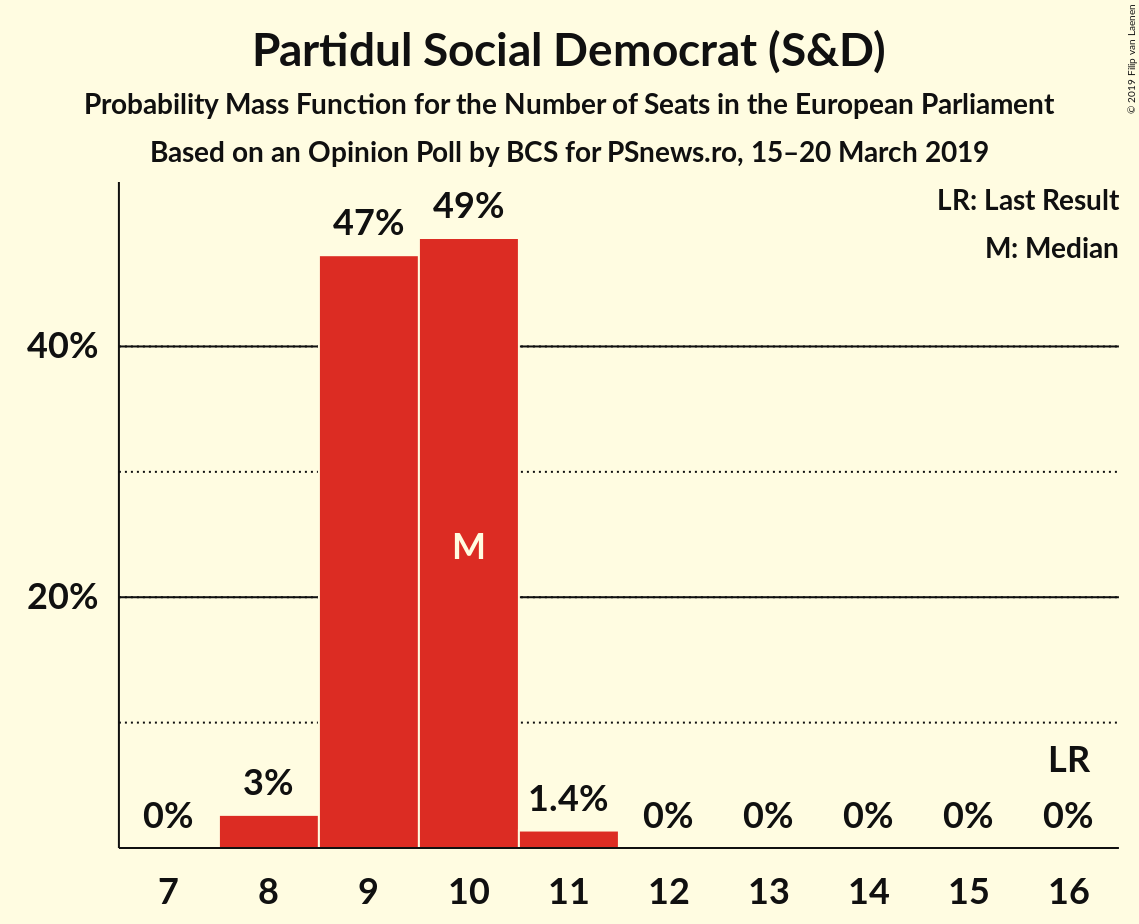 Partidul Social Democrat (S&D)
Probability Mass Function for the Number of Seats in the European Parliament
Based on an Opinion Poll by BCS for PSnews.ro, 15–20 March 2019
© 2019 Filip van Laenen
LR: Last Result
M: Median
47%
49%
40%
M
20%
LR
0%
3%
1.4%
0%
0%
0%
0%
0%
7 8 9 10 11 12 13 14 15 16